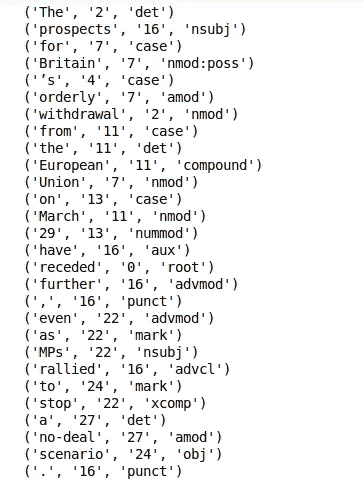 ('The', '2', 'det')
('prospects', '16', 'nsubj')
('for', '7', 'case')
('Britain', '7', 'nmod:poss')
('’s', '4', 'case')
('orderly', '7', 'amod')
('withdrawal', '2', 'nmod')
('from', '11', 'case')
('the', '11', 'det')
('European', '11', 'compound')
('Union', '7', 'nmod')
('on', '13', 'case')
('March', '11', 'nmod')
('29', '13', 'nummod')
('have', '16', 'aux')
('receded', '0', 'root')
('further', '16', 'advmod')
(',', '16', 'punct')
('even', '22', 'advmod')
('as', '22', 'mark')
('MPs', '22', 'nsubj')
('rallied', '16', 'advcl')
('to', '24', 'mark')
('stop', '22', 'xcomp')
('a', '27', 'det')
('no-deal', '27', 'amod')
('scenario', '24', 'obj')
('.', '16', 'punct')